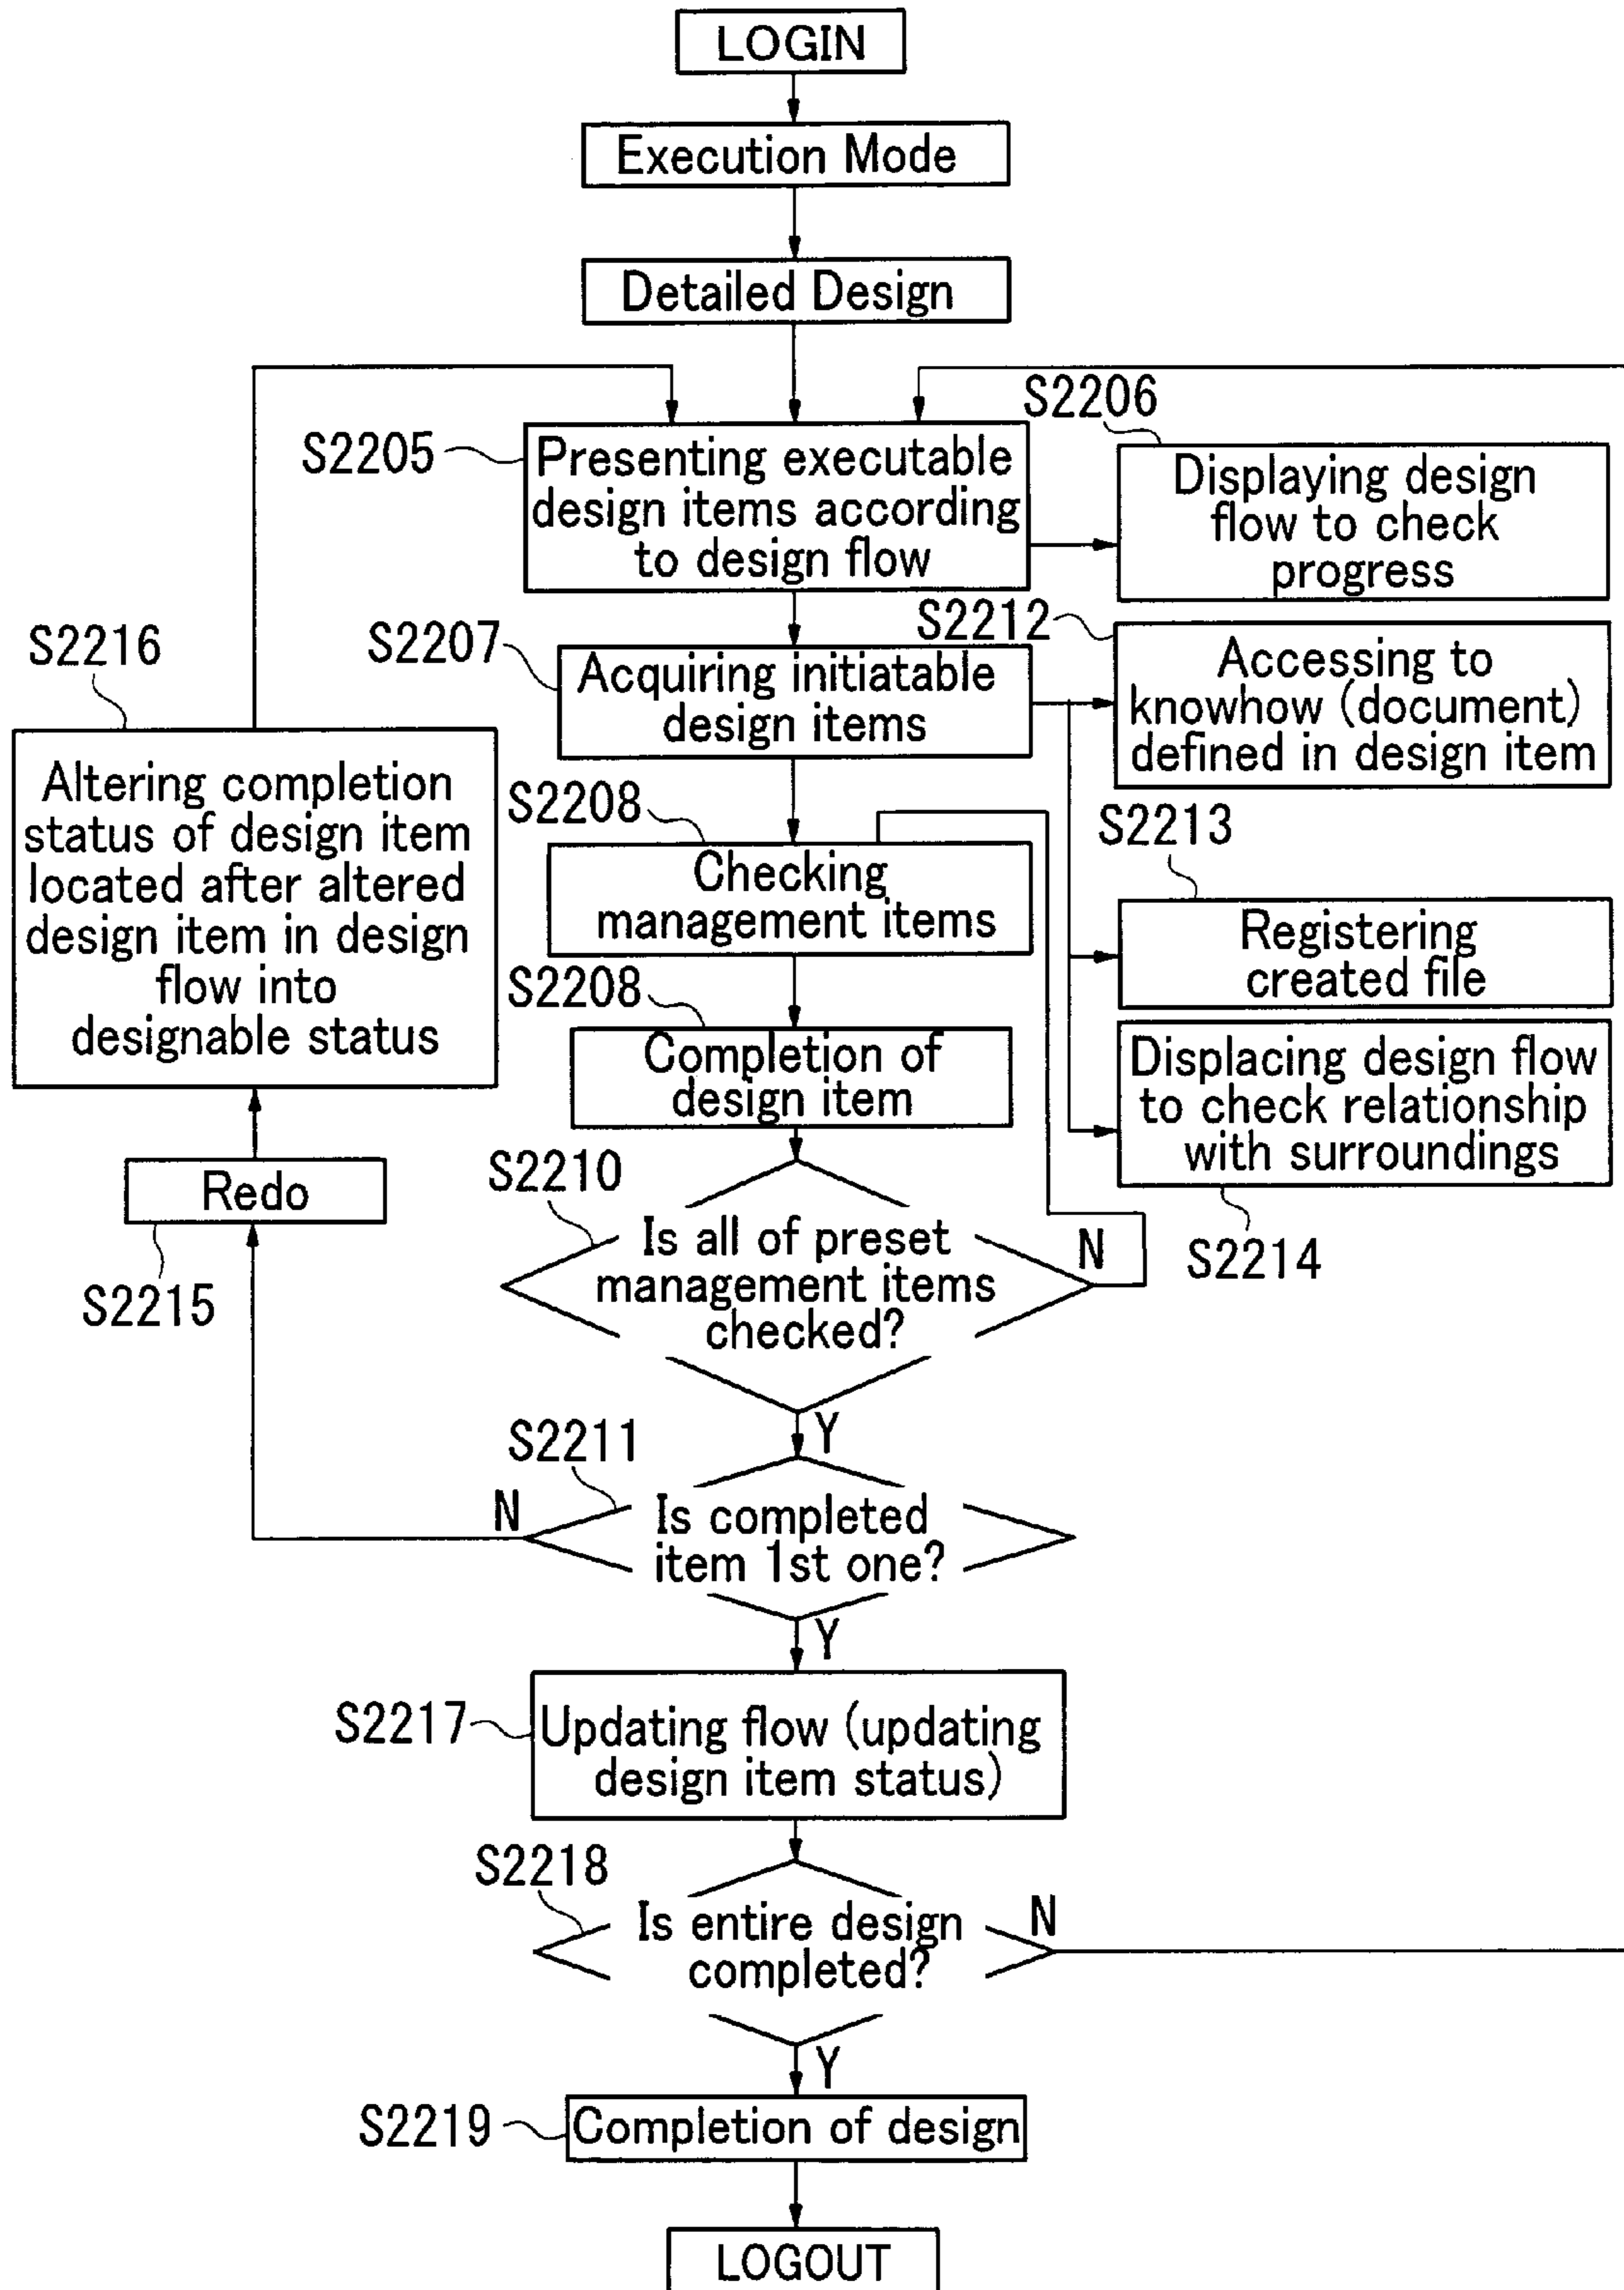 LOGIN
Execution Mode
Detailed Design
S2205
Presenting executable
design items according
to design flow
S2206
Displaying design
flow to check
progress
S2207
Acquiring initiatable
design items
S2212
Accessing to
knowhow (document)
defined in design item
S2216
Altering completion
status of design item
located after altered
design item in design
flow into
designable status
S2208
Checking
management items
S2213
Registering
created file
S2208
Completion of
design item
Displacing design flow
to check relationship
with surroundings
S2214
Redo
S2215
S2210
Is all of preset
management items
checked?
N
Y
S2211
N
Is completed
item 1st one?
Y
S2217
Updating flow (updating
design item status)
S2218
Is entire design
completed?
N
Y
S2219
Completion of design
LOGOUT